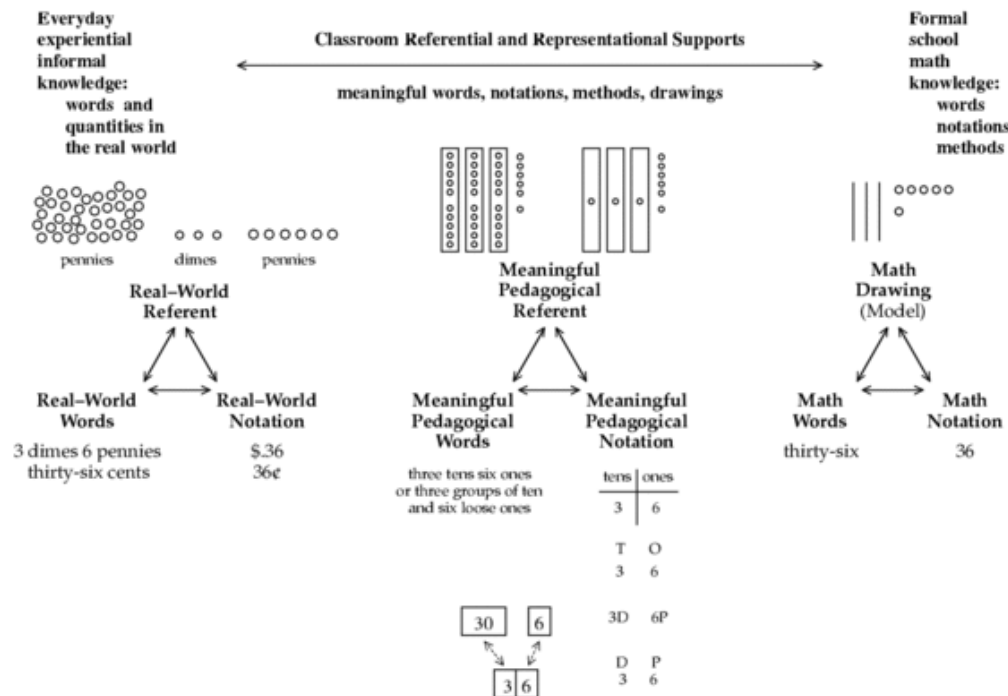 Everyday
experiential
informal
knowledge:
words and
quantities in
the real world
Classroom Referential and Representational Supports
meaningful words, notations, methods, drawings
Formal
school
math
knowledge:
words
notations
methods
pennies
dimes
pennies
Real–World
Referent
Real–World
Words
3 dimes 6 pennies
thirty-six cents
Real–World
Notation
$.36
36¢
Meaningful
Pedagogical
Referent
Meaningful
Pedagogical
Words
three tens six ones
or three groups of ten
and six loose ones
30 6
3 6
Meaningful
Pedagogical
Notation
tens ones
3 6
T O
3 6
3D 6P
D P
3 6
Math
Drawing
(Model)
Math
Words
thirty-six
Math
Notation
36